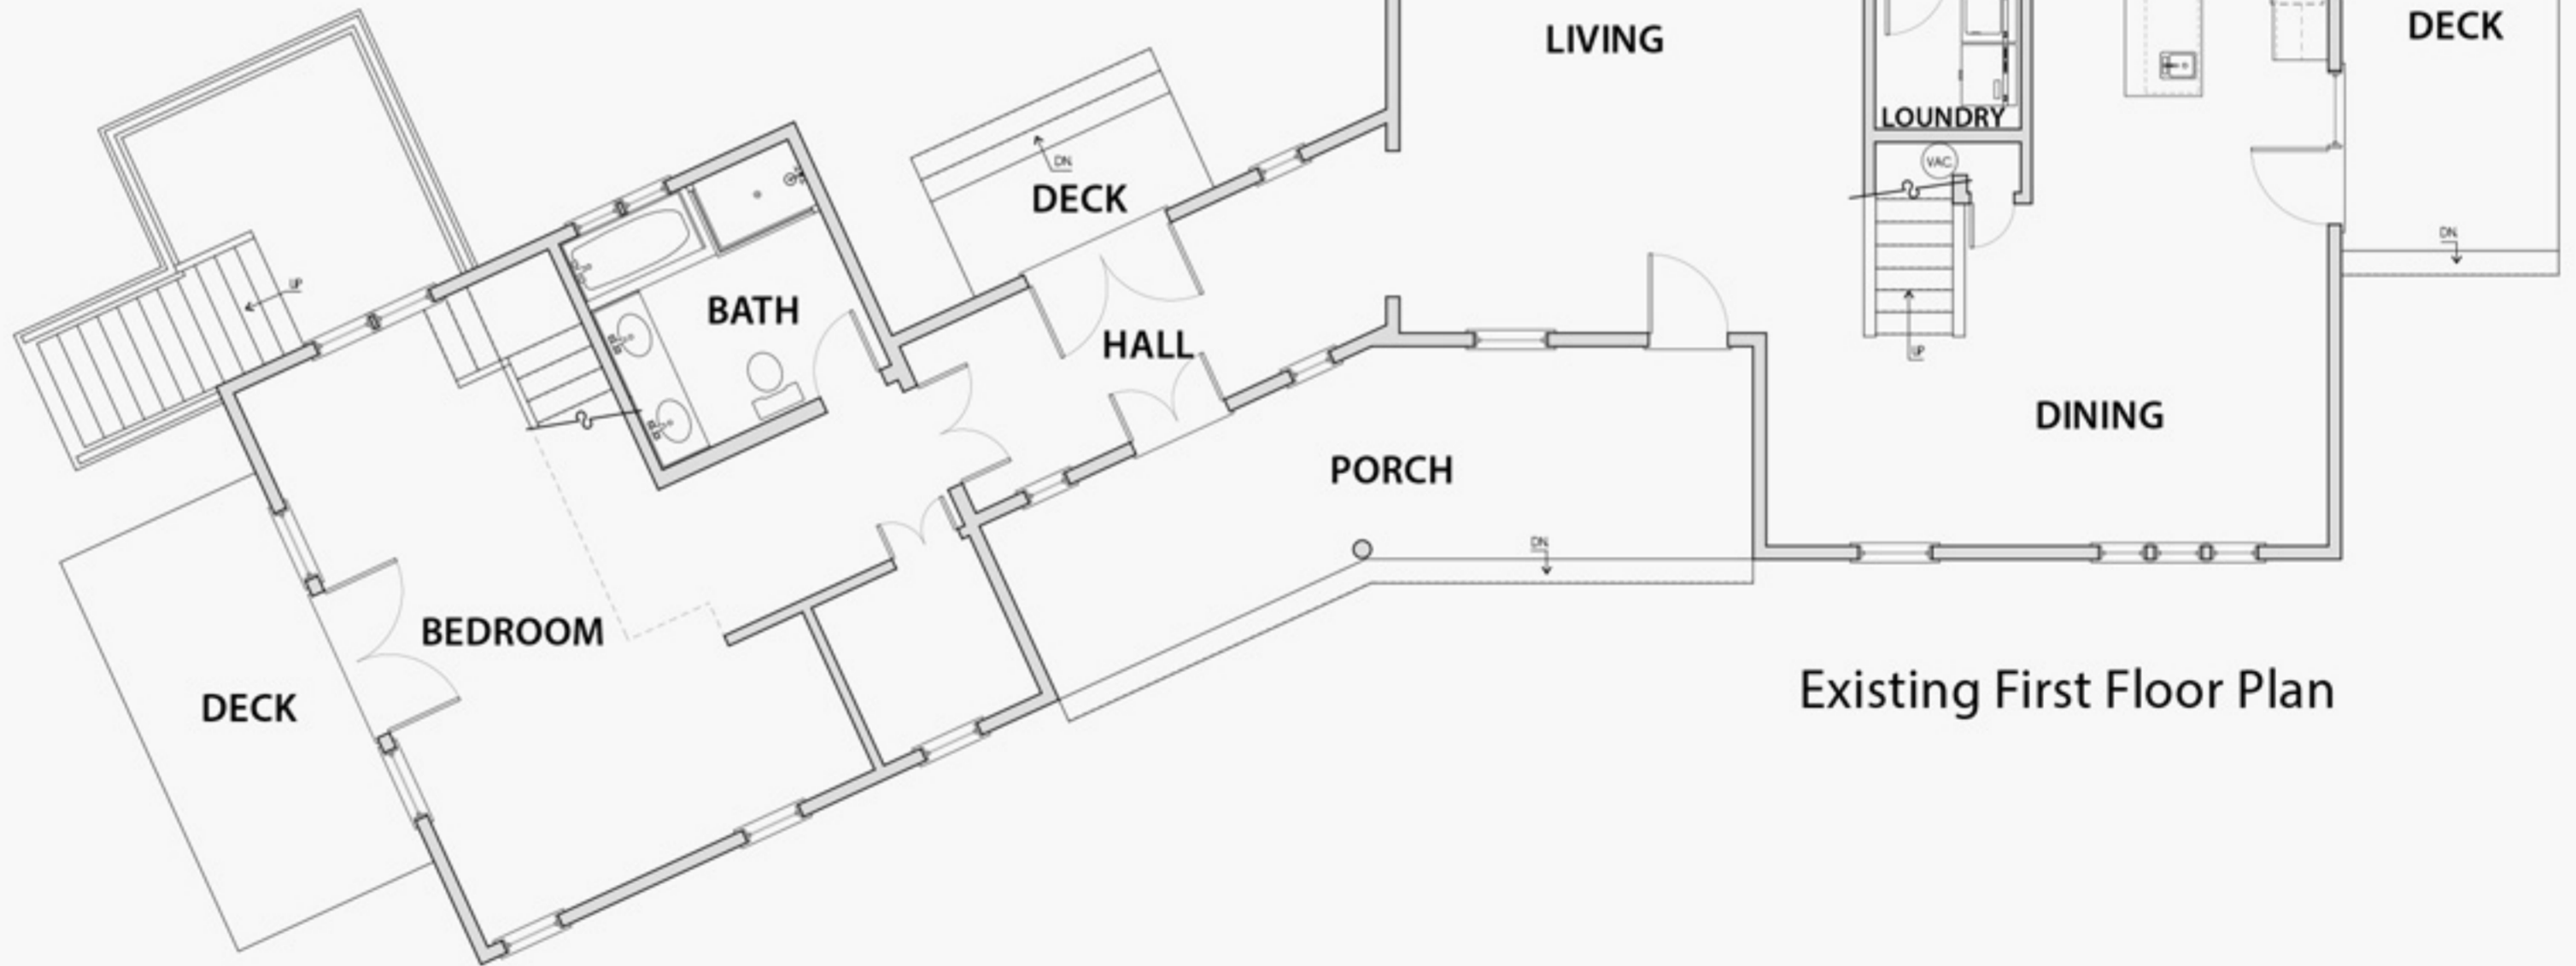 LIVING
DECK
LOUNDRY
VAC
DN.
DECK
DN.
UP
BATH
HALL
UP
DINING
PORCH
DN.
BEDROOM
DECK
Existing First Floor Plan